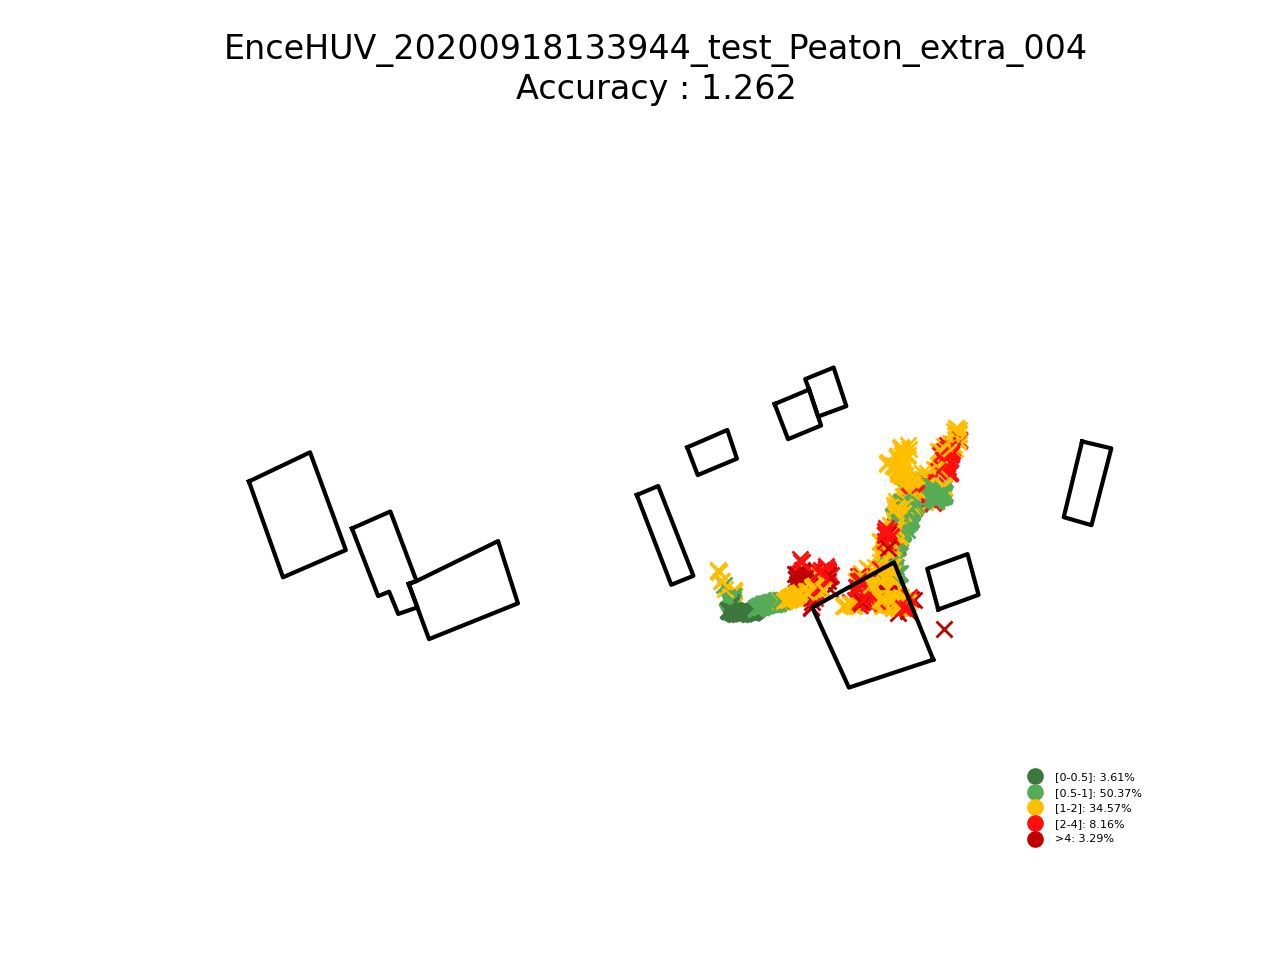 EnceHUV_20200918133944_test_Peaton_extra_004
Accuracy : 1.262
[0-0.5]: 3.61%
[0.5-1]: 50.37%
[1-2]: 34.57%
[2-4]: 8.16%
>4: 3.29%